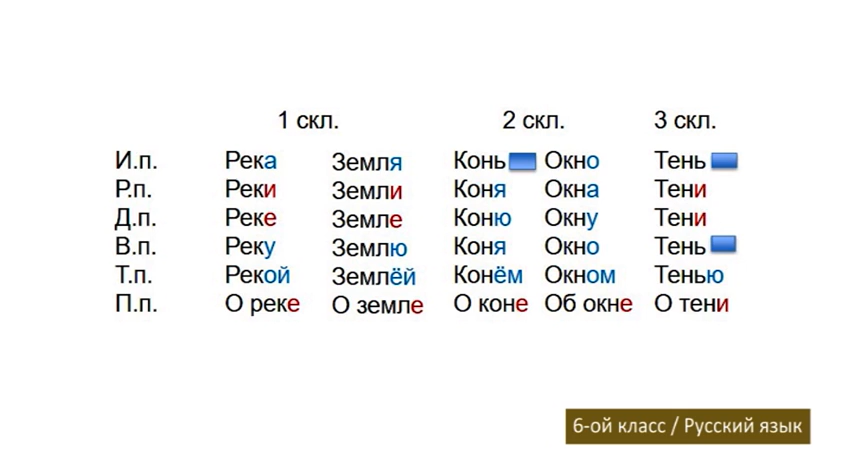 1 скл. 2 скл. 3 скл.
И.п. Река Земля Конь Окно Тень
Р.п. Реки Земли Коня Окна Тени
Д.п. Реке Земле Коню Окну Тени
В.п. Реку Землю Коня Окно Тень
Т.п. Рекой Землёй Конём Окном Тенью
П.п. О реке О земле О коне Об окне О тени
6-ой класс / Русский язык